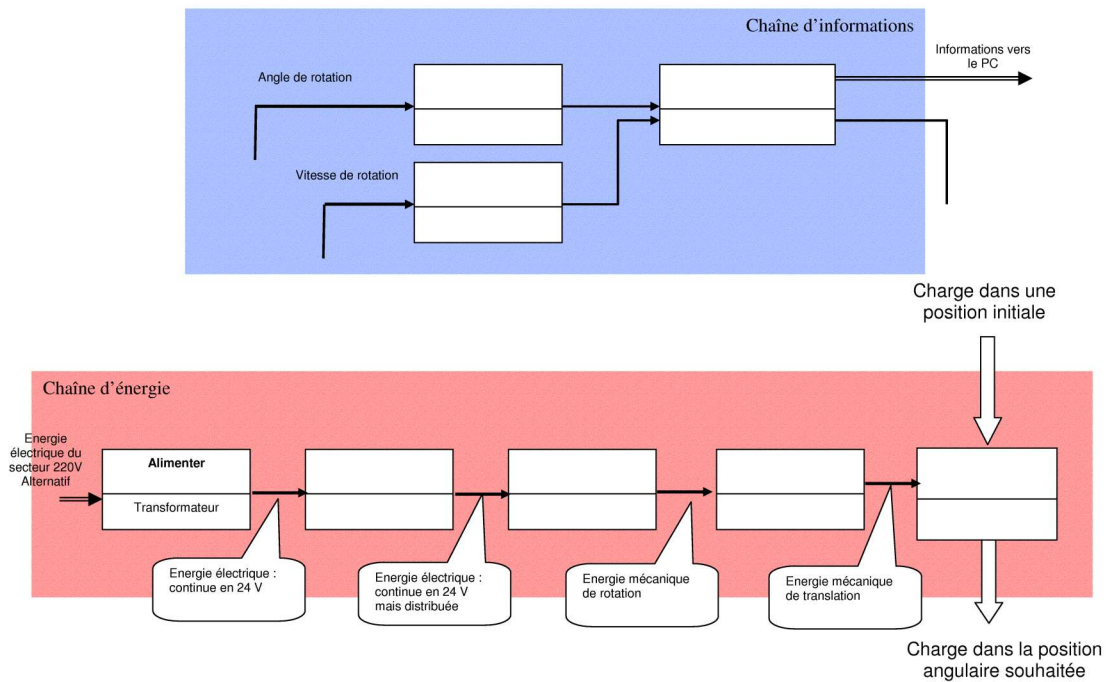 Chaîne d'informations
Informations vers
le PC
Angle de rotation
Vitesse de rotation
Charge dans une
position initiale
Chaîne d'énergie
Energie
électrique du
secteur 220V
Alternatif
Alimenter
Transformateur
Energie électrique :
continue en 24 V
Energie électrique :
continue en 24 V
mais distribuée
Energie mécanique
de rotation
Energie mécanique
de translation
Charge dans la position
angulaire souhaitée